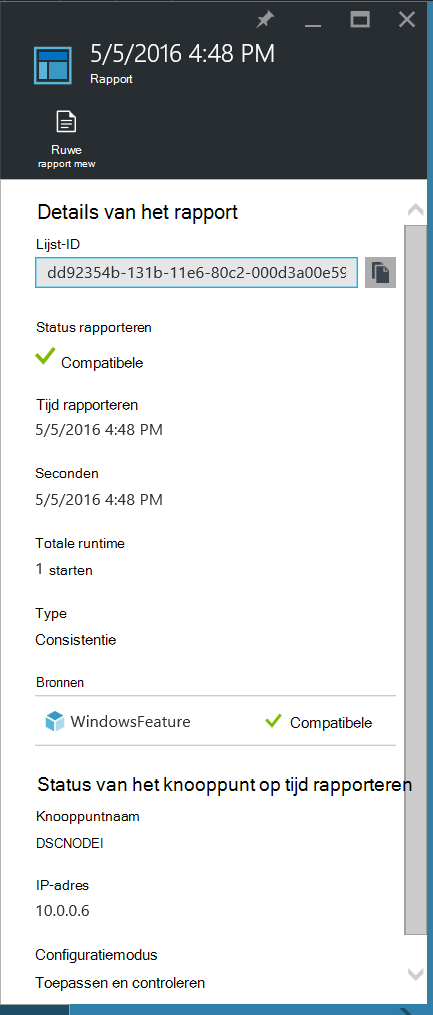 5/5/2016 4:48 PM
Rapport
Ruwe
rapport mew
Details van het rapport
Lijst-ID
dd92354b-131b-11e6-80c2-000d3a00e59
Status rapporteren
Compatibele
Tijd rapporteren
5/5/2016 4:48 PM
Seconden
5/5/2016 4:48 PM
Totale runtime
1 starten
Type
Consistentie
Bronnen
WindowsFeature Compatibele
Status van het knooppunt op tijd rapporteren
Knooppuntnaam
DSCNODEI
IP-adres
10.0.0.6
Configuratiemodus
Toepassen en controleren